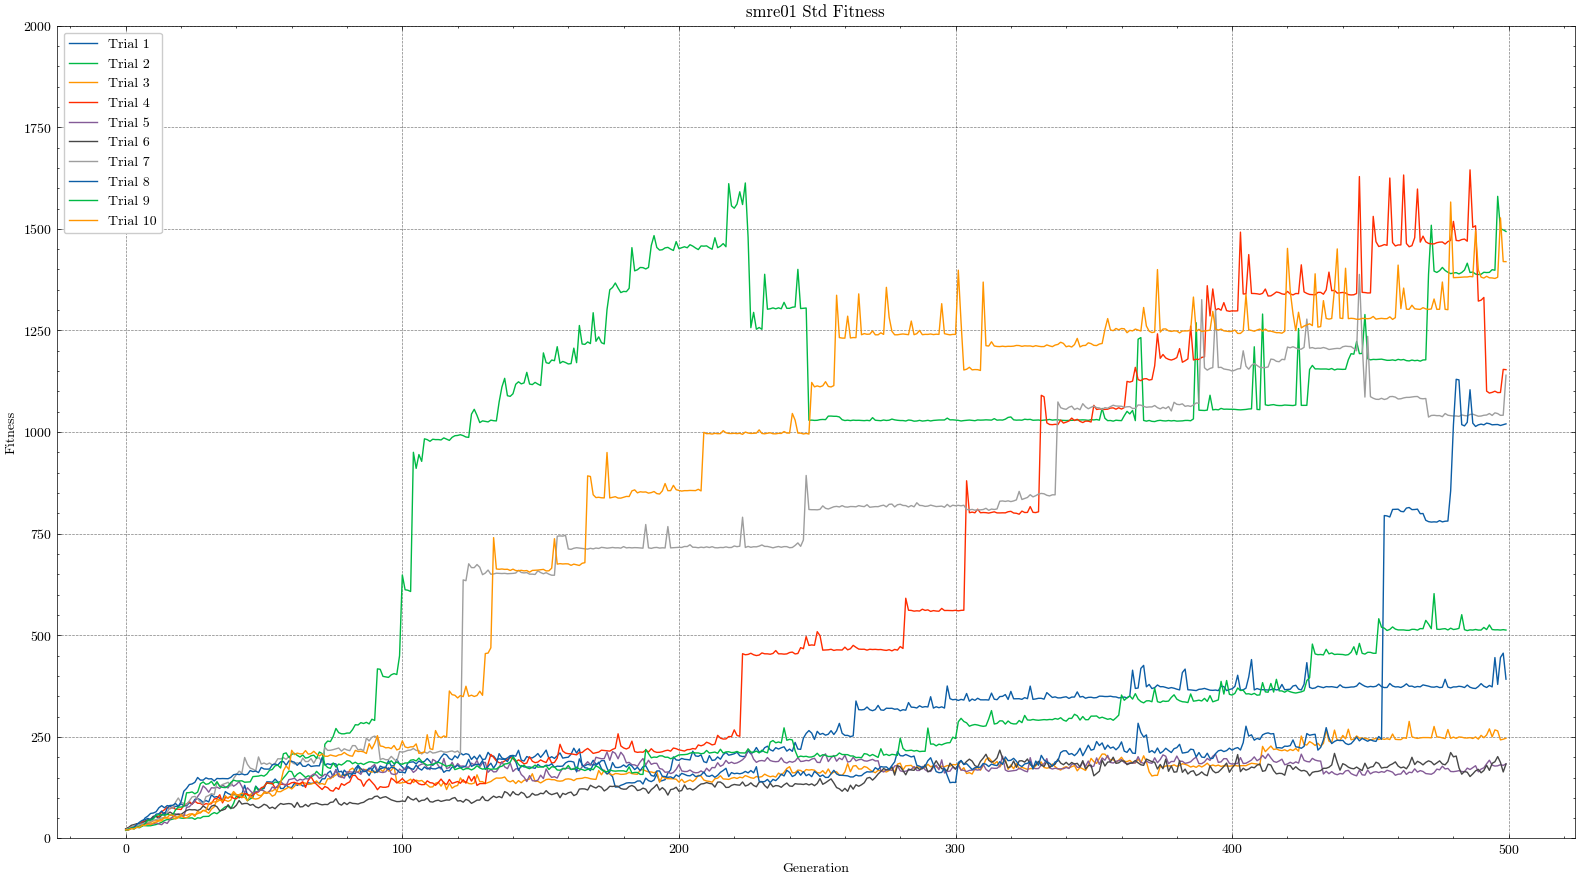 smre01 Std Fitness
2000
1750
1500
1250
1000
750
500
250
0
Fitness
Trial 1
Trial 2
Trial 3
Trial 4
Trial 5
Trial 6
Trial 7
Trial 8
Trial 9
Trial 10
0 100 200 300 400 500
Generation